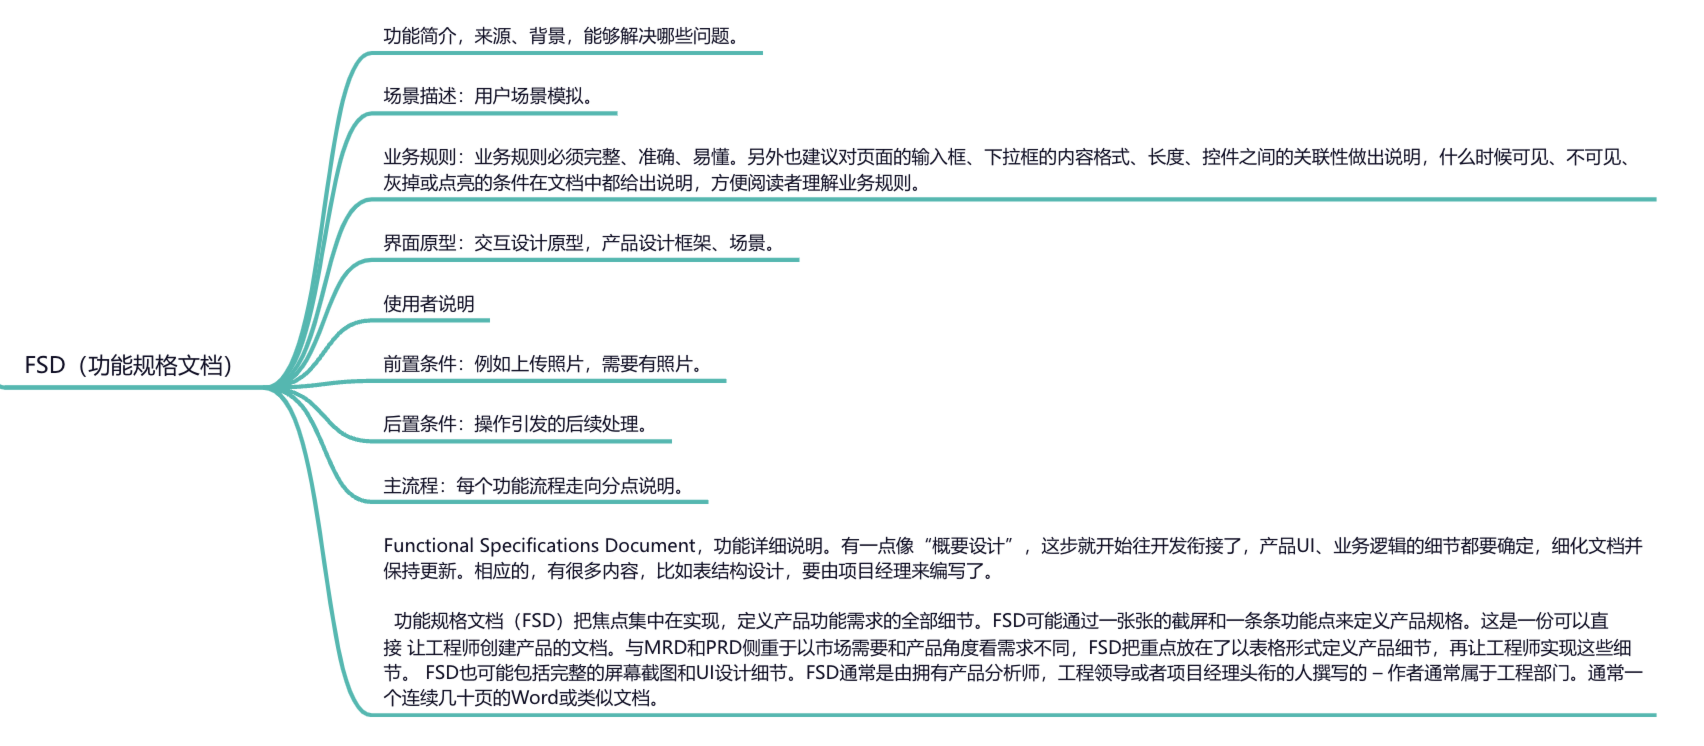 功能简介，来源、背景，能够解决哪些问题。
场景描述：用户场景模拟。
业务规则：业务规则必须完整、准确、易懂。另外也建议对页面的输入框、下拉框的内容格式、长度、控件之间的关联性做出说明，什么时候可见、不可见、
灰掉或点亮的条件在文档中都给出说明，方便阅读者理解业务规则。
界面原型：交互设计原型，产品设计框架、场景。
使用者说明
FSD（功能规格文档）
前置条件：例如上传照片，需要有照片。
后置条件：操作引发的后续处理。
主流程：每个功能流程走向分点说明。
Functional Specifications Document，功能详细说明。有一点像“概要设计”，这步就开始往开发衔接了，产品UI、业务逻辑的细节都要确定，细化文档并
保持更新。相应的，有很多内容，比如表结构设计，要由项目经理来编写了。
功能规格文档（FSD）把焦点集中在实现，定义产品功能需求的全部细节。FSD可能通过一张张的截屏和一条条功能点来定义产品规格。这是一份可以直
接 让工程师创建产品的文档。与MRD和PRD侧重于以市场需要和产品角度看需求不同，FSD把重点放在了以表格形式定义产品细节，再让工程师实现这些细
节。 FSD也可能包括完整的屏幕截图和UI设计细节。FSD通常是由拥有产品分析师，工程领导或者项目经理头衔的人撰写的 – 作者通常属于工程部门。通常一
个连续几十页的Word或类似文档。